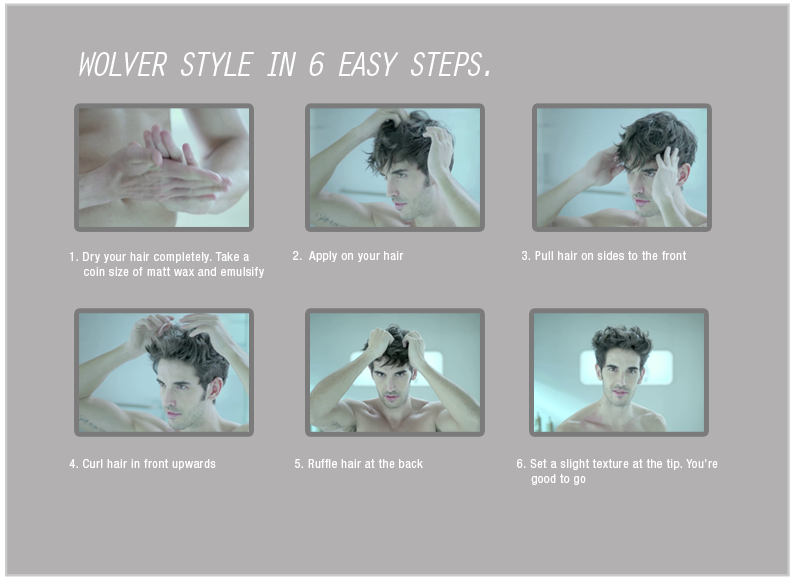 WOLVER STYLE IN 6 EASY STEPS.
1. Dry your hair completely. Take a
coin size of matt wax and emulsify
2. Apply on your hair
3. Pull hair on sides to the front
4. Curl hair in front upwards
5. Ruffle hair at the back
6. Set a slight texture at the tip. You're
good to go